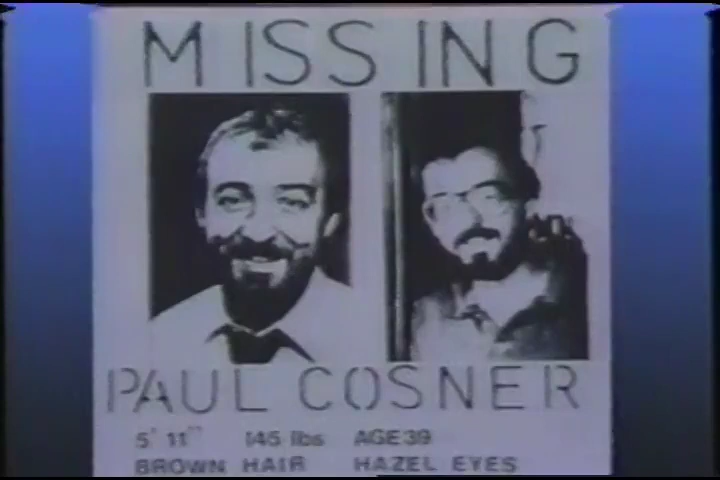 MISSING
PAUL COSNER
5' 11" 145 lbs AGE 39
BROWN HAIR HAZEL EYES